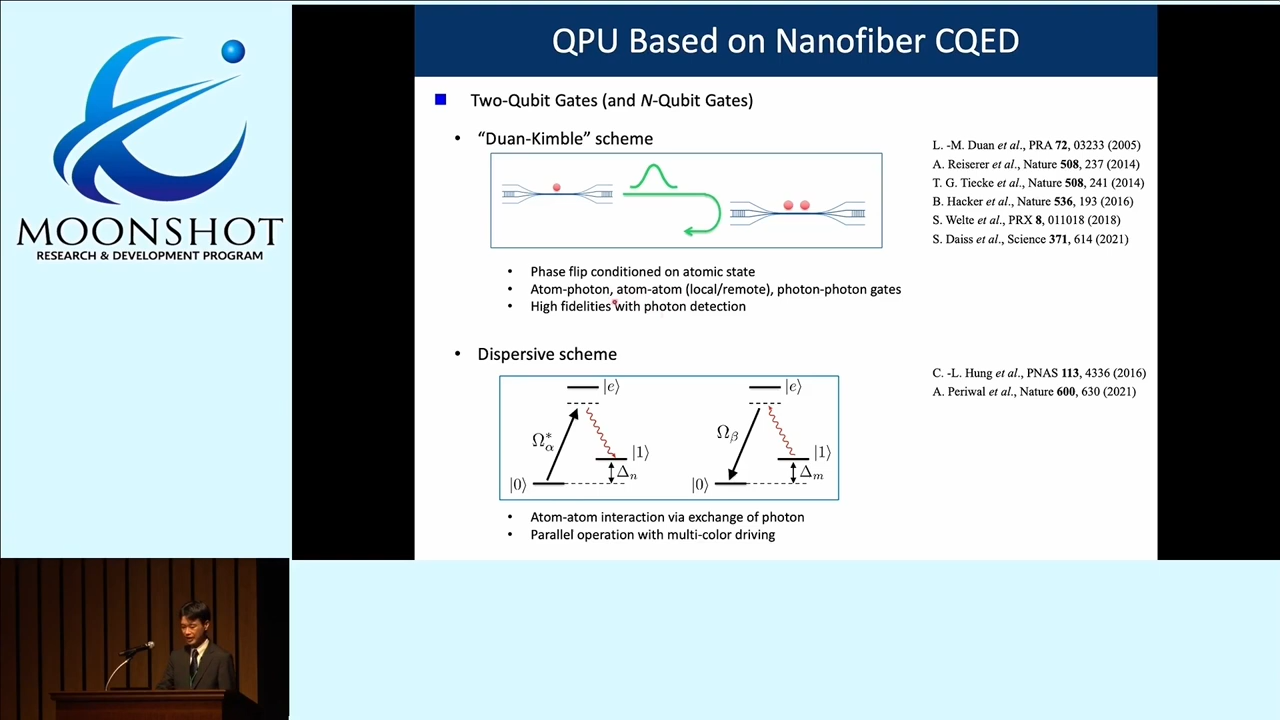 MOONSHOT
RESEARCH & DEVELOPMENT PROGRAM
QPU Based on Nanofiber CQED
Two-Qubit Gates (and N-Qubit Gates)
• “Duan-Kimble” scheme
L. -M. Duan et al., PRA 72, 03233 (2005)
A. Reiserer et al., Nature 508, 237 (2014)
T. G. Tiecke et al., Nature 508, 241 (2014)
B. Hacker et al., Nature 536, 193 (2016)
S. Welte et al., PRX 8, 011018 (2018)
S. Daiss et al., Science 371, 614 (2021)
• Phase flip conditioned on atomic state
• Atom-photon, atom-atom (local/remote), photon-photon gates
• High fidelities with photon detection
• Dispersive scheme
C. -L. Hung et al., PNAS 113, 4336 (2016)
A. Periwal et al., Nature 600, 630 (2021)
|e⟩ |e⟩
Ω*α Ωβ
|1⟩ |1⟩
Δn Δm
|0⟩ |0⟩
• Atom-atom interaction via exchange of photon
• Parallel operation with multi-color driving